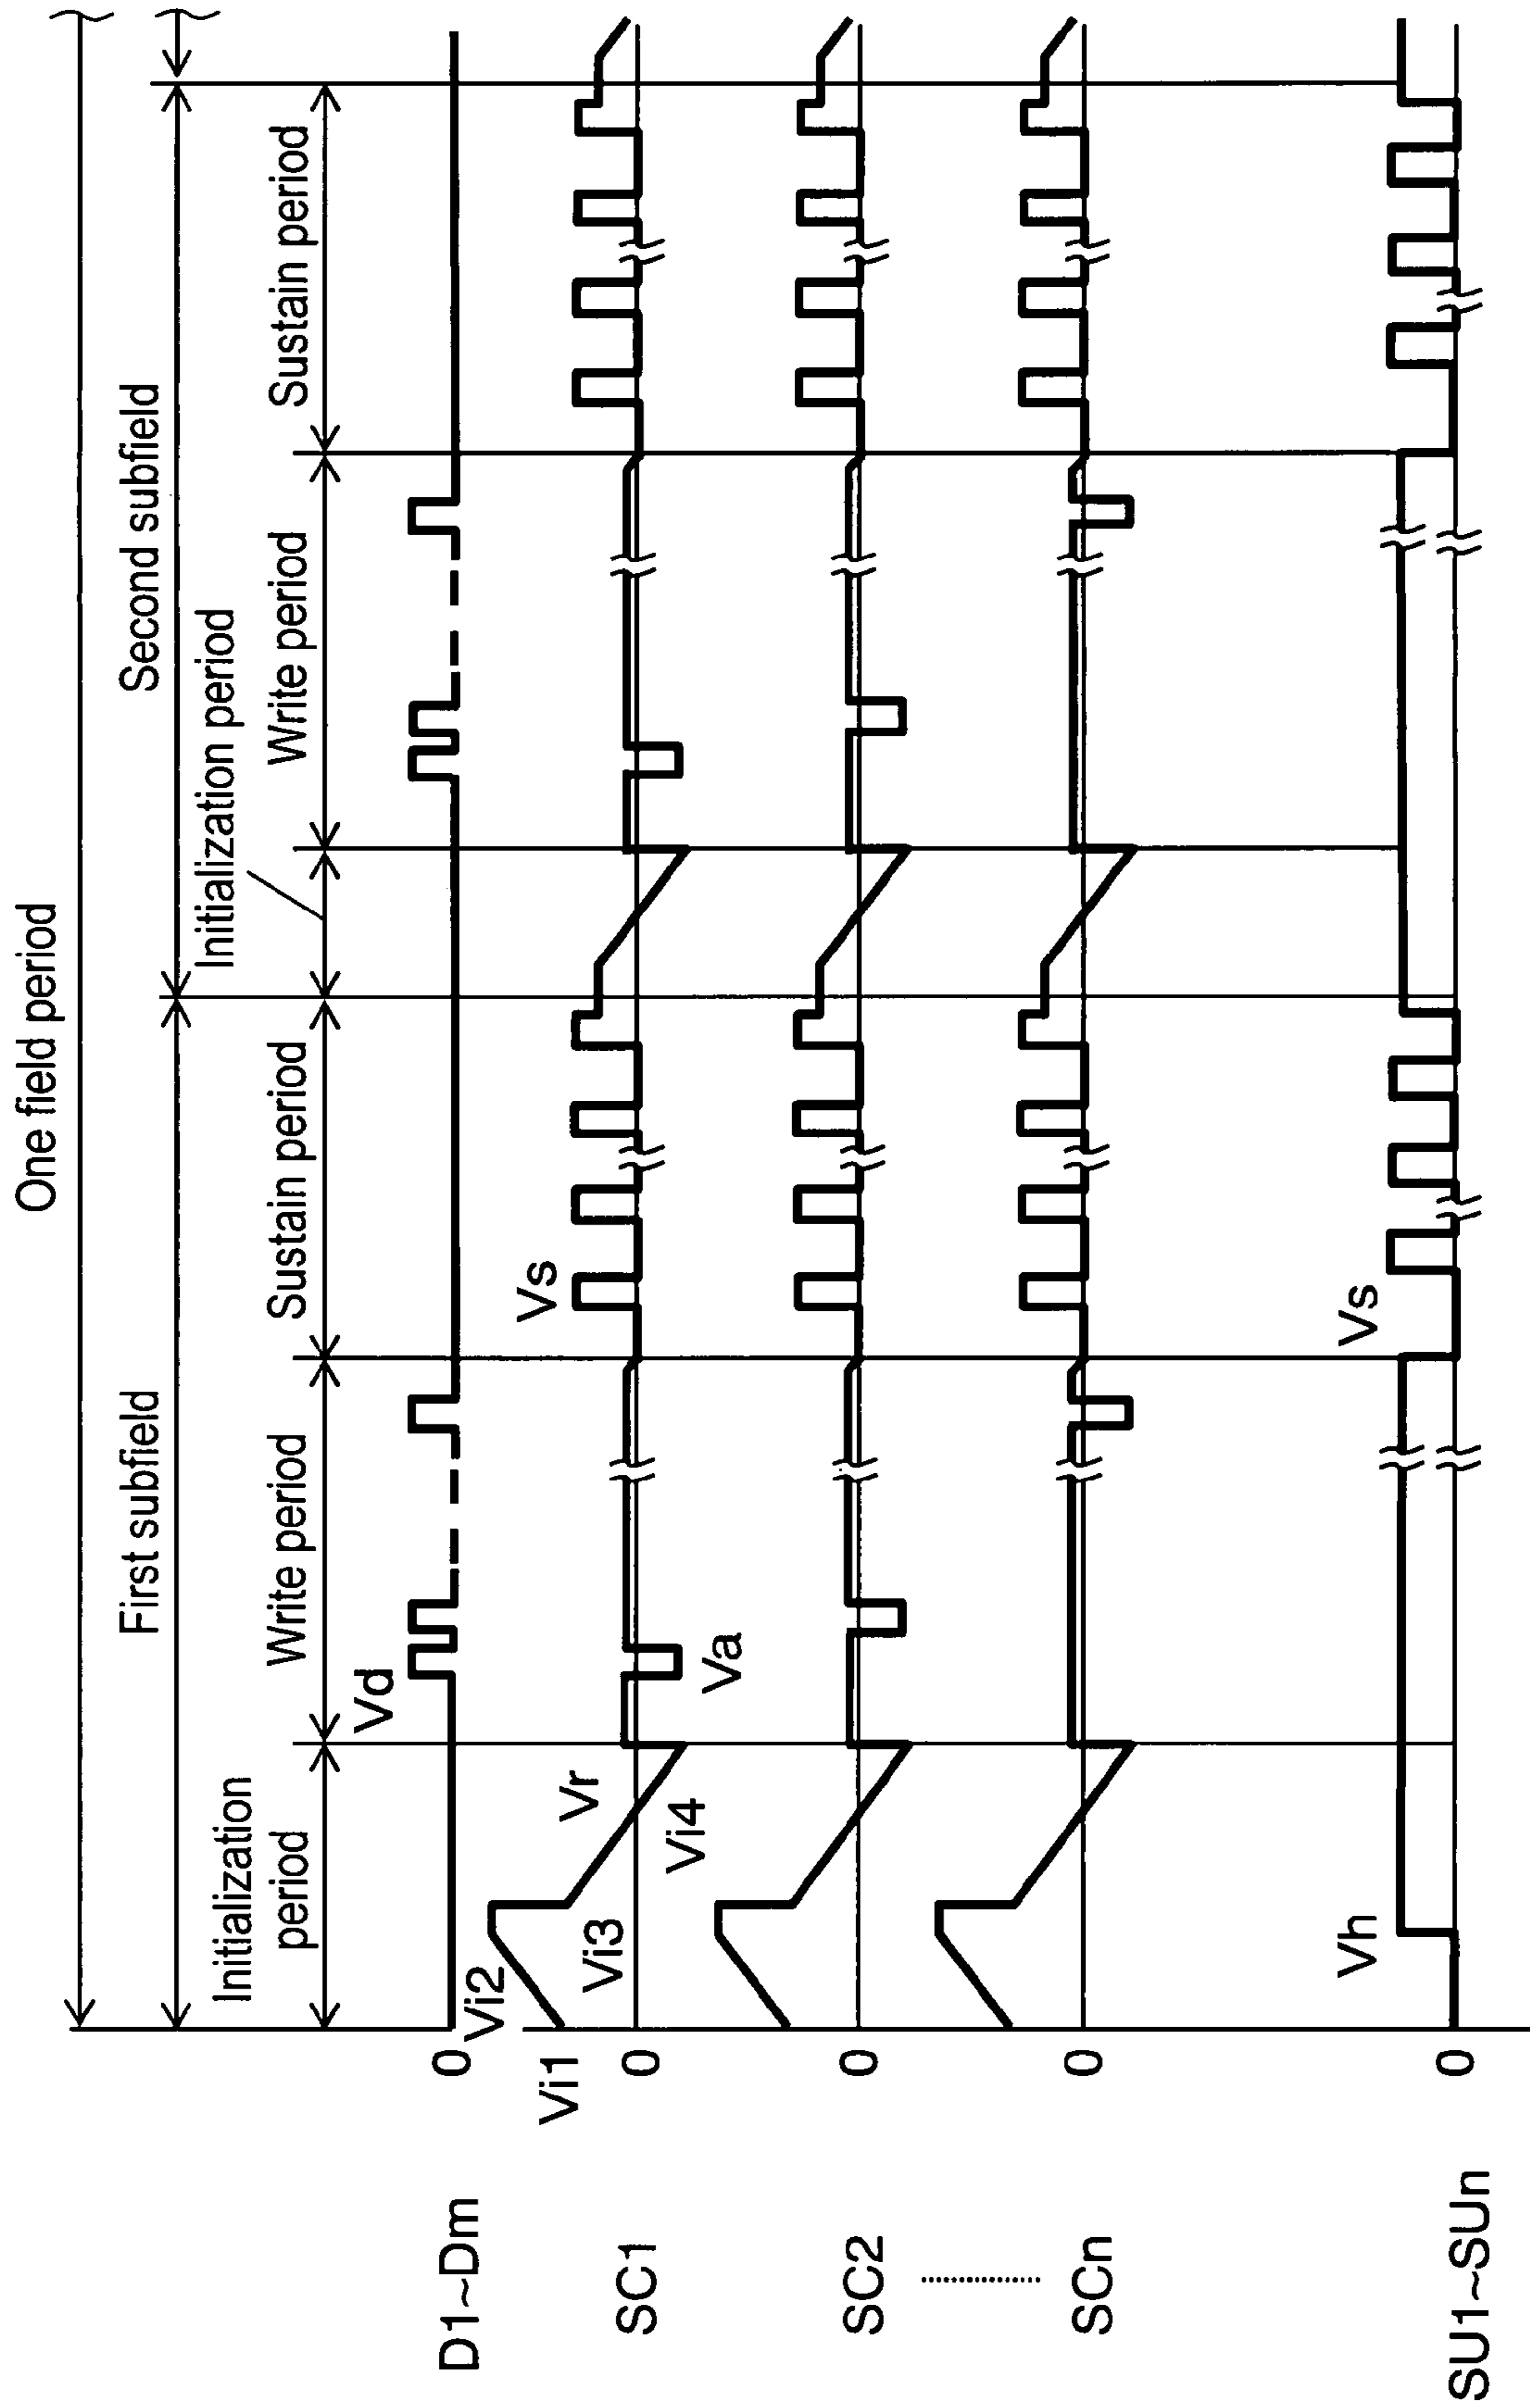 One field period
First subfield
Second subfield
Initialization
period
Write period
Sustain period
Initialization period
Write period
Sustain period
D1~Dm
0
Vd
Vi1
Vi2
Vi3
Vr
Vi4
Va
Vs
SC1
0
SC2
0
SCn
0
Vh
Vs
SU1~SUn
0